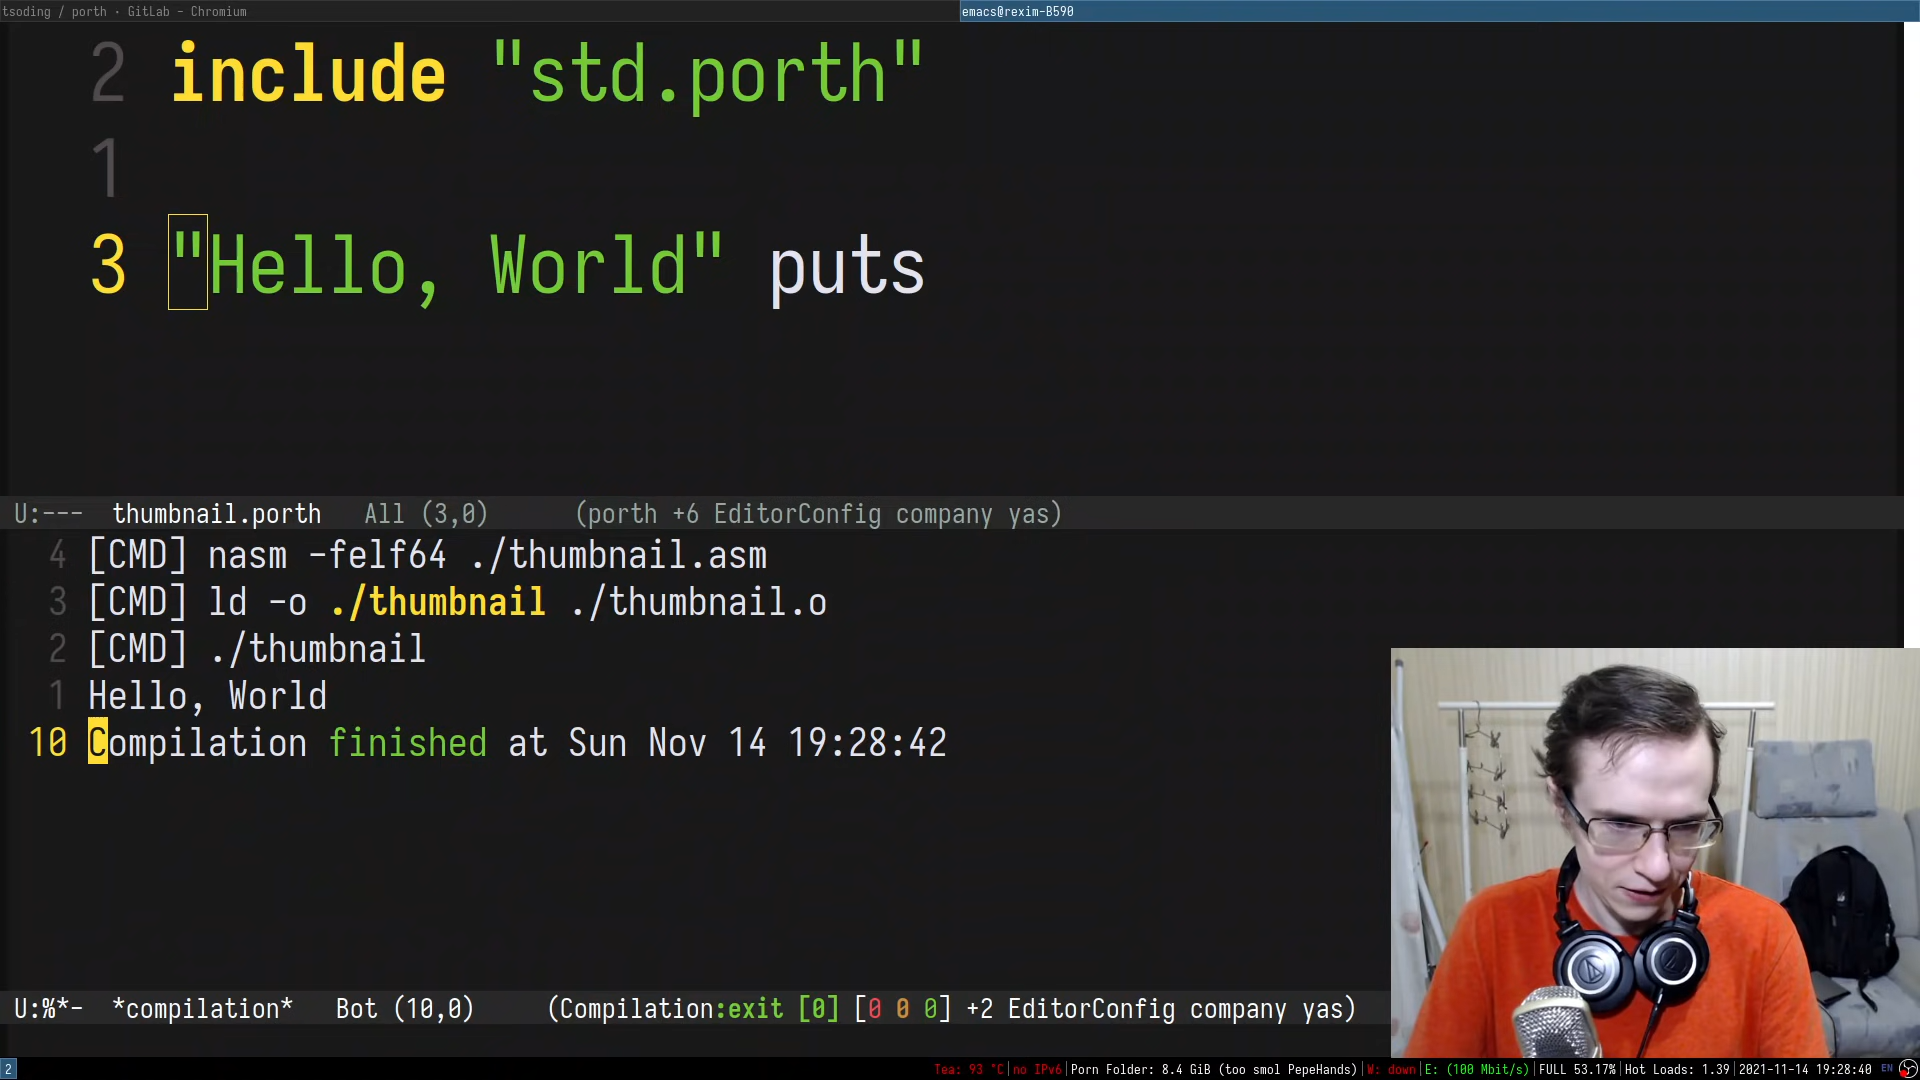 tsoding / porth · GitLab - Chromium
emacs@rexim-B590
2 include "std.porth"
1
3 "Hello, World" puts
U:--- thumbnail.porth All (3,0) (porth +6 EditorConfig company yas)
4 [CMD] nasm -felf64 ./thumbnail.asm
3 [CMD] ld -o ./thumbnail ./thumbnail.o
2 [CMD] ./thumbnail
1 Hello, World
10 Compilation finished at Sun Nov 14 19:28:42
U:%*- *compilation* Bot (10,0) (Compilation:exit [0] [0 0 0] +2 EditorConfig company yas)
2 Tea: 93 °C|no IPv6|Porn Folder: 8.4 GiB (too smol PepeHands)|W: down|E: (100 Mbit/s)|FULL 53.17%|Hot Loads: 1.39|2021-11-14 19:28:40 EN